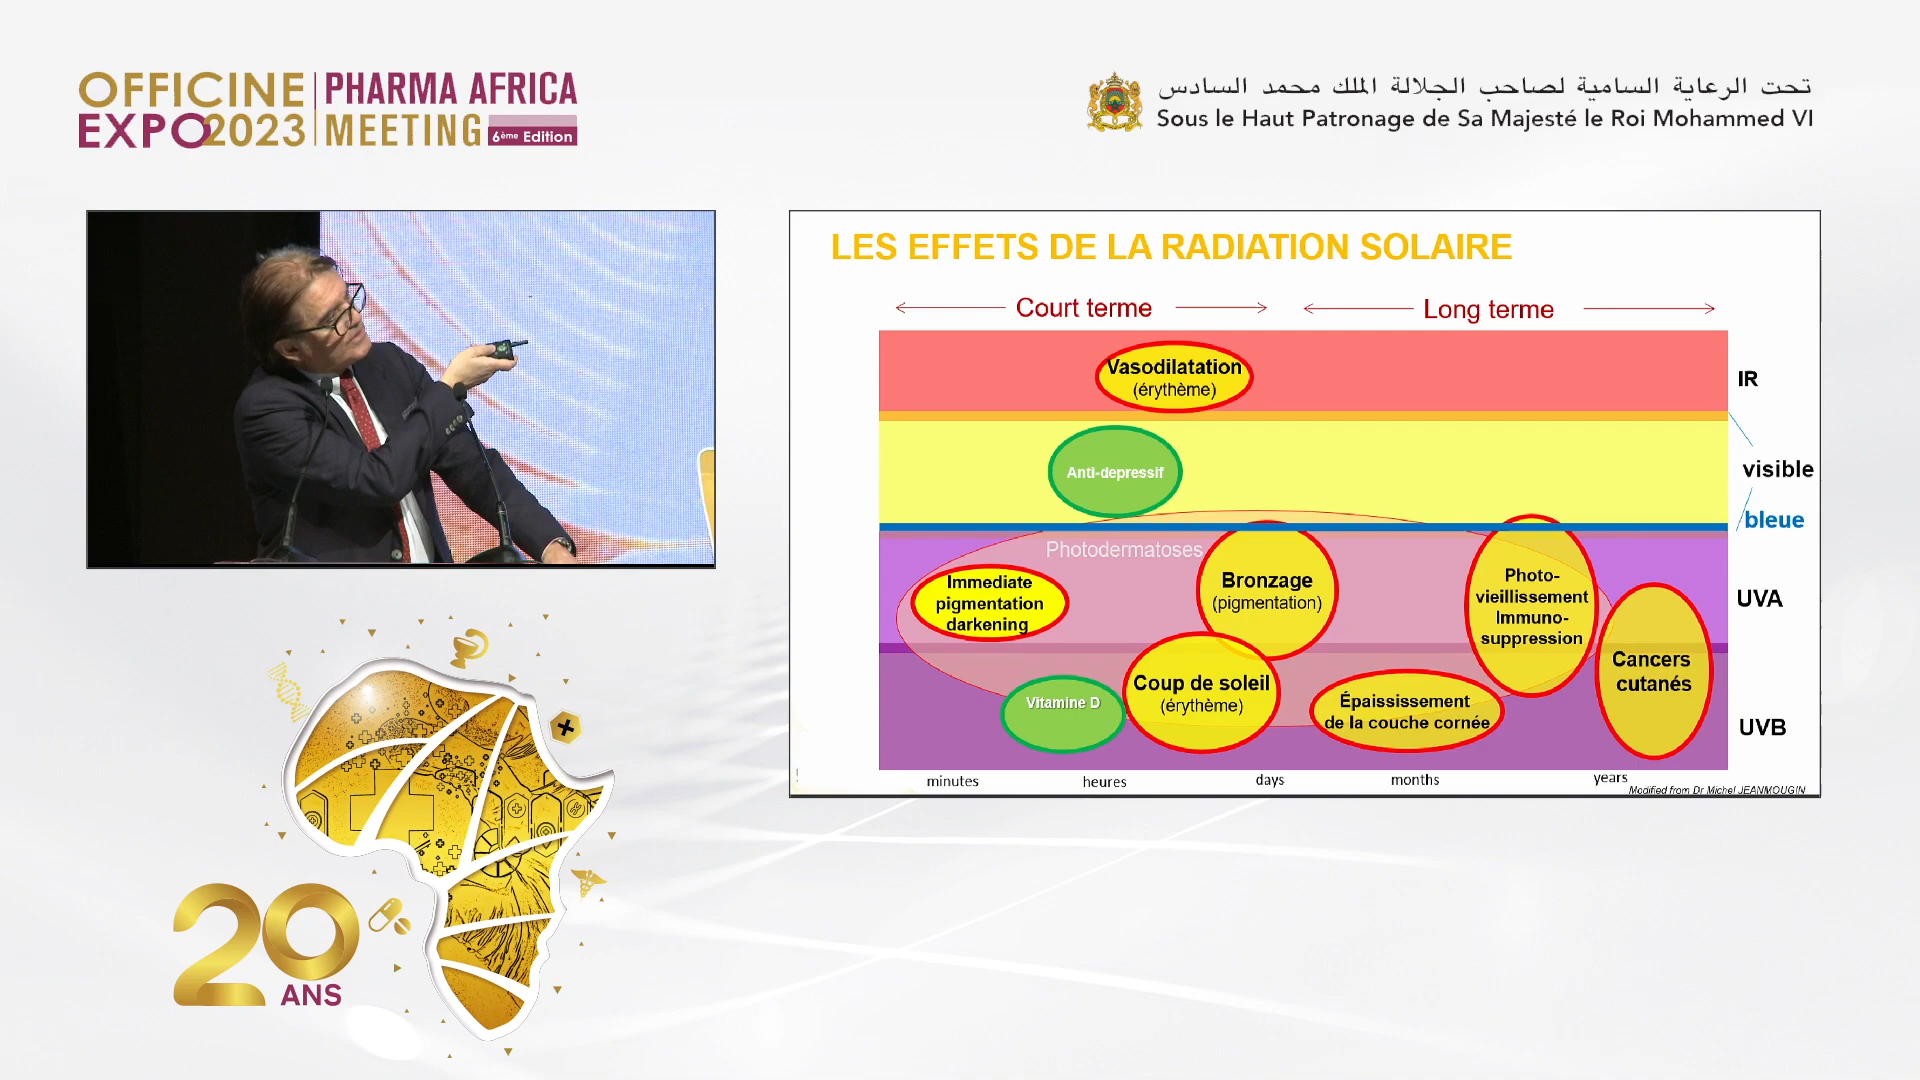 OFFICINE
EXPO2023
PHARMA AFRICA
MEETING
6ème Edition
تحت الرعاية السامية لصاحب الجلالة الملك محمد السادس
Sous le Haut Patronage de Sa Majesté le Roi Mohammed VI
LES EFFETS DE LA RADIATION SOLAIRE
Court terme
Long terme
Vasodilatation
(érythème)
IR
Anti-depressif
visible
bleue
Photodermatoses
Immediate
pigmentation
darkening
Bronzage
(pigmentation)
Photo-
vieillissement
Immuno-
suppression
UVA
Cancers
cutanés
Vitamine D
Coup de soleil
(érythème)
Épaississement
de la couche cornée
UVB
minutes
heures
days
months
years
Modified from Dr Michel JEANMOUGIN
20
ANS